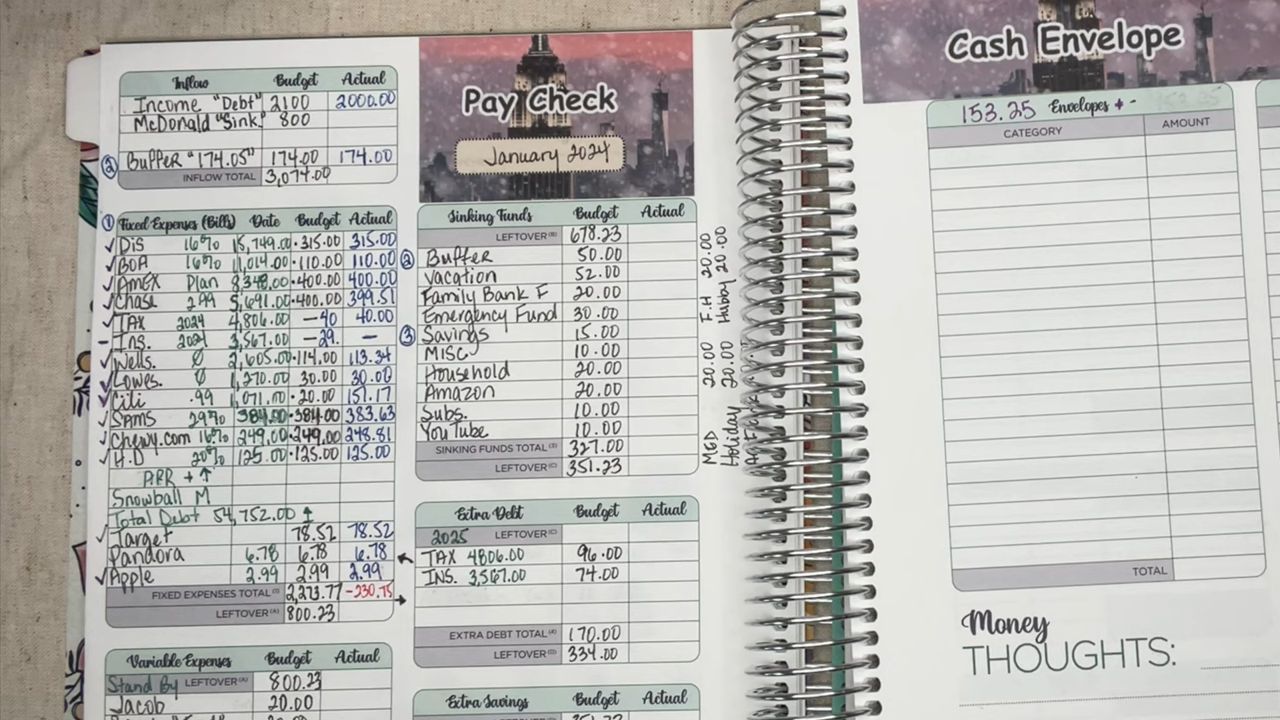 Inflow Budget Actual
Income "Debt" 2100 2000.00
McDonald "Sink" 800
② Buffer "174.05" 174.00 174.00
INFLOW TOTAL 3,074.00
Pay Check
January 2024
① Fixed Expenses (Bills) Date Budget Actual
✓ Dis 16% 15,749.00 • 315.00 315.00
✓ BOA 16% 11,014.00 • 110.00 110.00
✓ AMEX Plan 8,348.00 • 400.00 400.00
✓ Chase 2.99 5,691.00 • 400.00 399.51
✓ TAX 2024 4,806.00 — 40 40.00
– Ins. 2024 3,567.00 — 29. —
✓ Wells. Ø 2,605.00 • 114.00 113.34
✓ Lowes. Ø 1,270.00 30.00 30.00
✓ Citi .99 1,071.00 • 20.00 151.17
✓ SAMS 29% 384.00 • 384.00 383.63
✓ Chewy.com 16% 249.00 • 249.00 248.81
✓ H.D 20% 125.00 • 125.00 125.00
+ ↑
Snowball M
Total Debt 54,752.00 ↑
✓ Target 78.52 78.52
Pandora 6.78 6.78 6.78
✓ Apple 2.99 2.99 2.99
FIXED EXPENSES TOTAL 2,273.77 -230.75
LEFTOVER (A) 800.23
Variable Expenses Budget Actual
Stand By LEFTOVER (A) 800.23
Jacob 20.00
Sinking Funds Budget Actual
LEFTOVER (B) 678.23
② Buffer 50.00
Vacation 52.00
Family Bank F 20.00
Emergency Fund 30.00
③ Savings 15.00
MISC. 10.00
Household 20.00
Amazon 20.00
Subs. 10.00
YouTube 10.00
SINKING FUNDS TOTAL (3) 327.00
LEFTOVER (C) 351.23
MED 20.00 F.H 20.00
Holiday 20.00 Hubby 20.00
Extra Debt Budget Actual
2025 LEFTOVER (C)
TAX 4806.00 96.00
INS. 3,567.00 74.00
EXTRA DEBT TOTAL (4) 170.00
LEFTOVER (D) 334.00
Extra Savings Budget Actual
Cash Envelope
153.25 Envelopes + -
CATEGORY AMOUNT
TOTAL
Money
THOUGHTS: